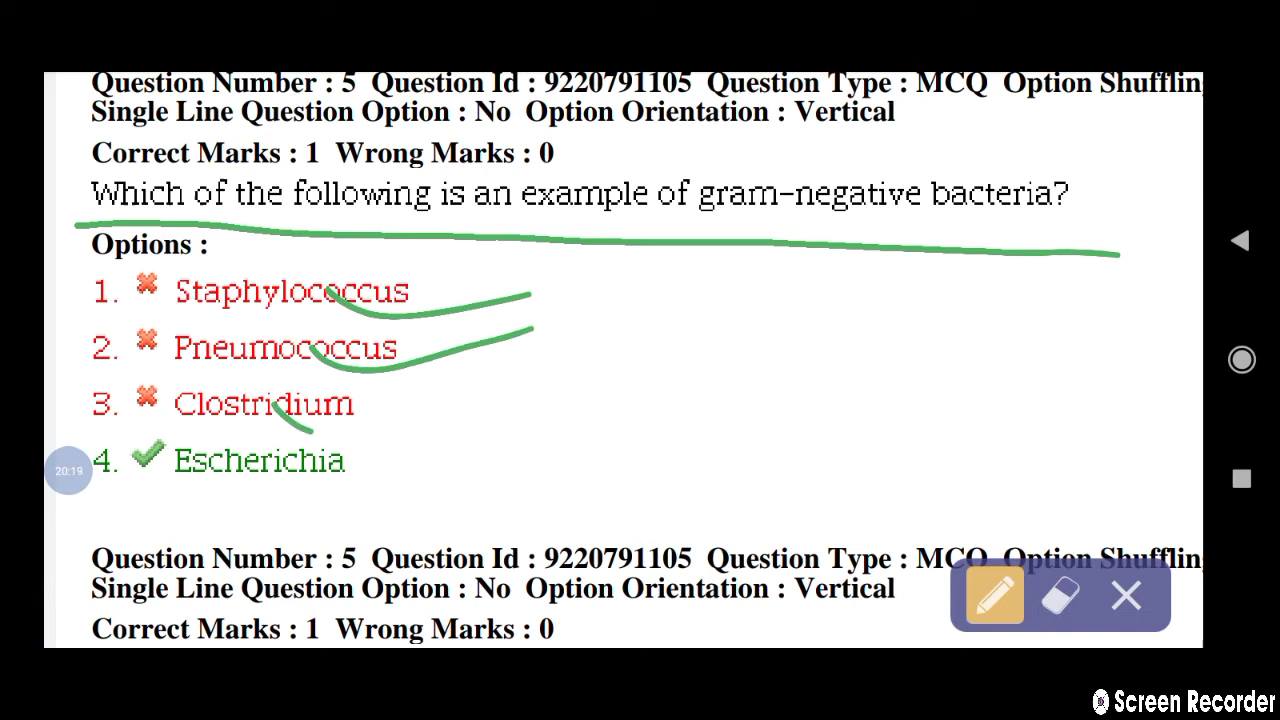 Question Number : 5 Question Id : 9220791105 Question Type : MCQ Option Shufflin
Single Line Question Option : No Option Orientation : Vertical
Correct Marks : 1 Wrong Marks : 0
Which of the following is an example of gram-negative bacteria?
Options :
1. Staphylococcus
2. Pneumococcus
3. Clostridium
4. Escherichia
20:19
Question Number : 5 Question Id : 9220791105 Question Type : MCQ Option Shufflin
Single Line Question Option : No Option Orientation : Vertical
Correct Marks : 1 Wrong Marks : 0
Screen Recorder